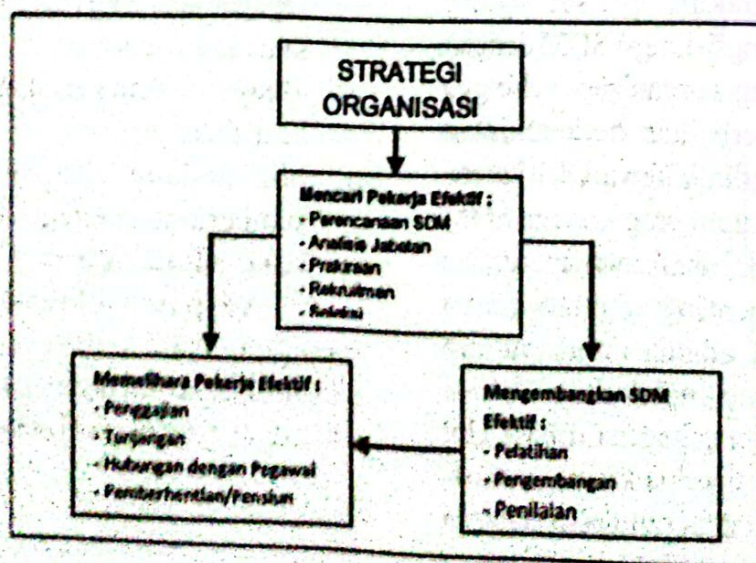 STRATEGI
ORGANISASI
Mencari Pekerja Efektif :
- Perencanaan SDM
- Analisis Jabatan
- Prakiraan
- Rekruitmen
- Seleksi
Memelihara Pekerja Efektif :
- Penggajian
- Tunjangan
- Hubungan dengan Pegawai
- Pemberhentian/Pensiun
Mengembangkan SDM
Efektif :
- Pelatihan
- Pengembangan
- Penilaian